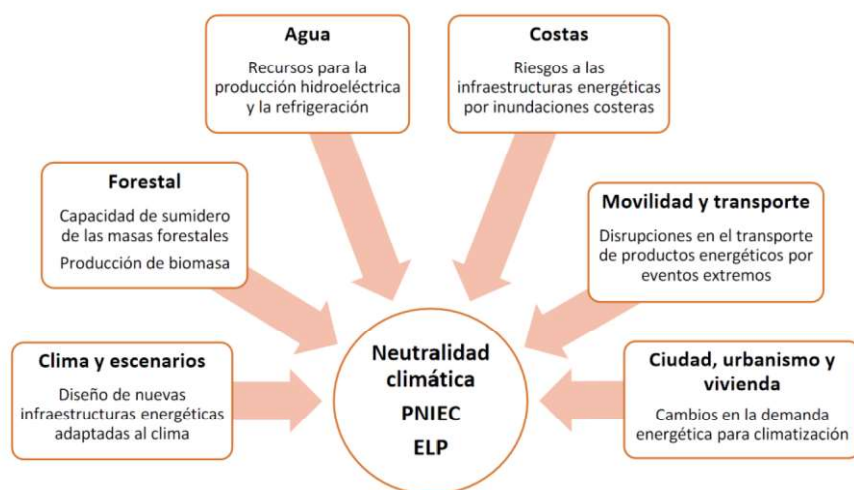 Agua
Recursos para la
producción hidroeléctrica
y la refrigeración
Costas
Riesgos a las
infraestructuras energéticas
por inundaciones costeras
Forestal
Capacidad de sumidero
de las masas forestales
Producción de biomasa
Movilidad y transporte
Disrupciones en el transporte
de productos energéticos por
eventos extremos
Clima y escenarios
Diseño de nuevas
infraestructuras energéticas
adaptadas al clima
Neutralidad
climática
PNIEC
ELP
Ciudad, urbanismo y
vivienda
Cambios en la demanda
energética para climatización